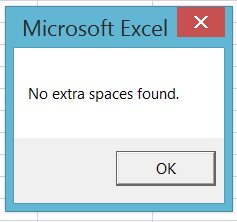 Microsoft Excel
No extra spaces found.
OK